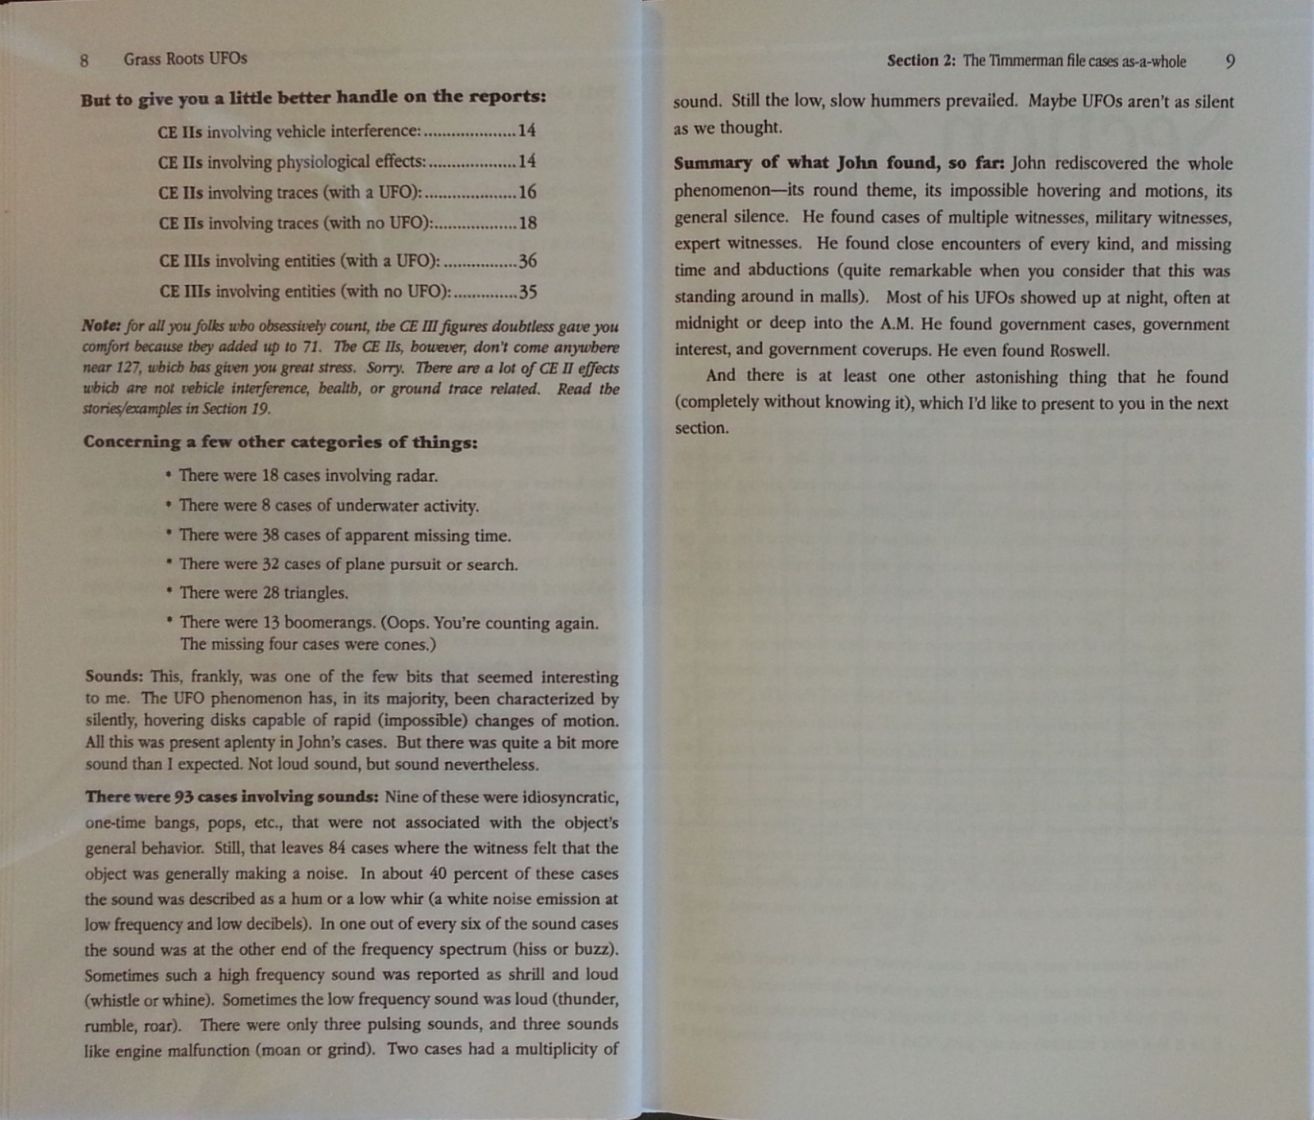 8 Grass Roots UFOs
But to give you a little better handle on the reports:
CE IIs involving vehicle interference:.....................14
CE IIs involving physiological effects:...................14
CE IIs involving traces (with a UFO):....................16
CE IIs involving traces (with no UFO):..................18
CE IIIs involving entities (with a UFO):................36
CE IIIs involving entities (with no UFO):..............35
Note: for all you folks who obsessively count, the CE III figures doubtless gave you
comfort because they added up to 71. The CE IIs, however, don't come anywhere
near 127, which has given you great stress. Sorry. There are a lot of CE II effects
which are not vehicle interference, health, or ground trace related. Read the
stories/examples in Section 19.
Concerning a few other categories of things:
• There were 18 cases involving radar.
• There were 8 cases of underwater activity.
• There were 38 cases of apparent missing time.
• There were 32 cases of plane pursuit or search.
• There were 28 triangles.
• There were 13 boomerangs. (Oops. You're counting again.
The missing four cases were cones.)
Sounds: This, frankly, was one of the few bits that seemed interesting
to me. The UFO phenomenon has, in its majority, been characterized by
silently, hovering disks capable of rapid (impossible) changes of motion.
All this was present aplenty in John's cases. But there was quite a bit more
sound than I expected. Not loud sound, but sound nevertheless.
There were 93 cases involving sounds: Nine of these were idiosyncratic,
one-time bangs, pops, etc., that were not associated with the object's
general behavior. Still, that leaves 84 cases where the witness felt that the
object was generally making a noise. In about 40 percent of these cases
the sound was described as a hum or a low whir (a white noise emission at
low frequency and low decibels). In one out of every six of the sound cases
the sound was at the other end of the frequency spectrum (hiss or buzz).
Sometimes such a high frequency sound was reported as shrill and loud
(whistle or whine). Sometimes the low frequency sound was loud (thunder,
rumble, roar). There were only three pulsing sounds, and three sounds
like engine malfunction (moan or grind). Two cases had a multiplicity of
Section 2: The Timmerman file cases as-a-whole 9
sound. Still the low, slow hummers prevailed. Maybe UFOs aren't as silent
as we thought.
Summary of what John found, so far: John rediscovered the whole
phenomenon—its round theme, its impossible hovering and motions, its
general silence. He found cases of multiple witnesses, military witnesses,
expert witnesses. He found close encounters of every kind, and missing
time and abductions (quite remarkable when you consider that this was
standing around in malls). Most of his UFOs showed up at night, often at
midnight or deep into the A.M. He found government cases, government
interest, and government coverups. He even found Roswell.
And there is at least one other astonishing thing that he found
(completely without knowing it), which I'd like to present to you in the next
section.